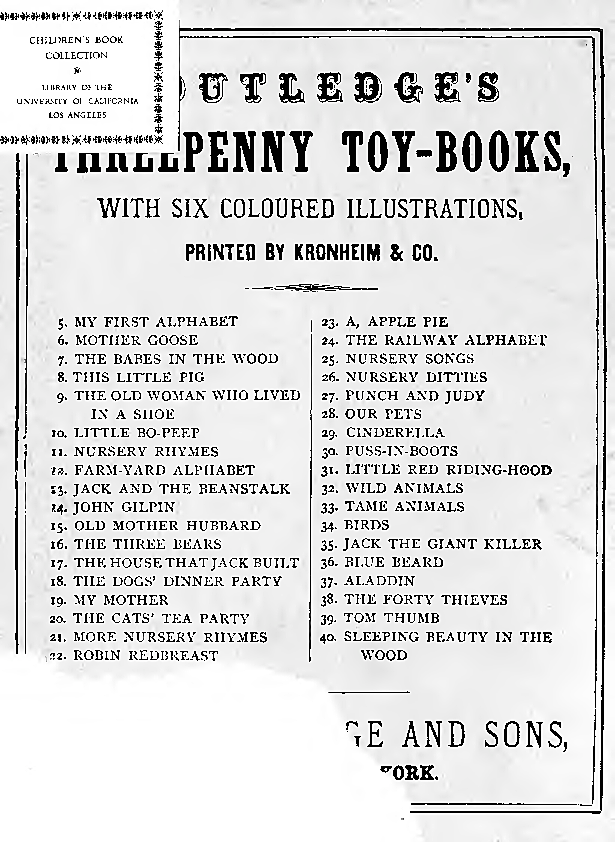 CHILDREN'S BOOK
COLLECTION
LIBRARY OF THE
UNIVERSITY OF CALIFORNIA
LOS ANGELES
OUTLEDGE'S
THREEPENNY TOY-BOOKS,
WITH SIX COLOURED ILLUSTRATIONS,
PRINTED BY KRONHEIM & CO.
5. MY FIRST ALPHABET
6. MOTHER GOOSE
7. THE BABES IN THE WOOD
8. THIS LITTLE PIG
9. THE OLD WOMAN WHO LIVED
IN A SHOE
10. LITTLE BO-PEEP
11. NURSERY RHYMES
12. FARM-YARD ALPHABET
13. JACK AND THE BEANSTALK
14. JOHN GILPIN
15. OLD MOTHER HUBBARD
16. THE THREE BEARS
17. THE HOUSE THAT JACK BUILT
18. THE DOGS' DINNER PARTY
19. MY MOTHER
20. THE CATS' TEA PARTY
21. MORE NURSERY RHYMES
22. ROBIN REDBREAST
23. A, APPLE PIE
24. THE RAILWAY ALPHABET
25. NURSERY SONGS
26. NURSERY DITTIES
27. PUNCH AND JUDY
28. OUR PETS
29. CINDERELLA
30. PUSS-IN-BOOTS
31. LITTLE RED RIDING-HOOD
32. WILD ANIMALS
33. TAME ANIMALS
34. BIRDS
35. JACK THE GIANT KILLER
36. BLUE BEARD
37. ALADDIN
38. THE FORTY THIEVES
39. TOM THUMB
40. SLEEPING BEAUTY IN THE
WOOD
GE AND SONS,
YORK.